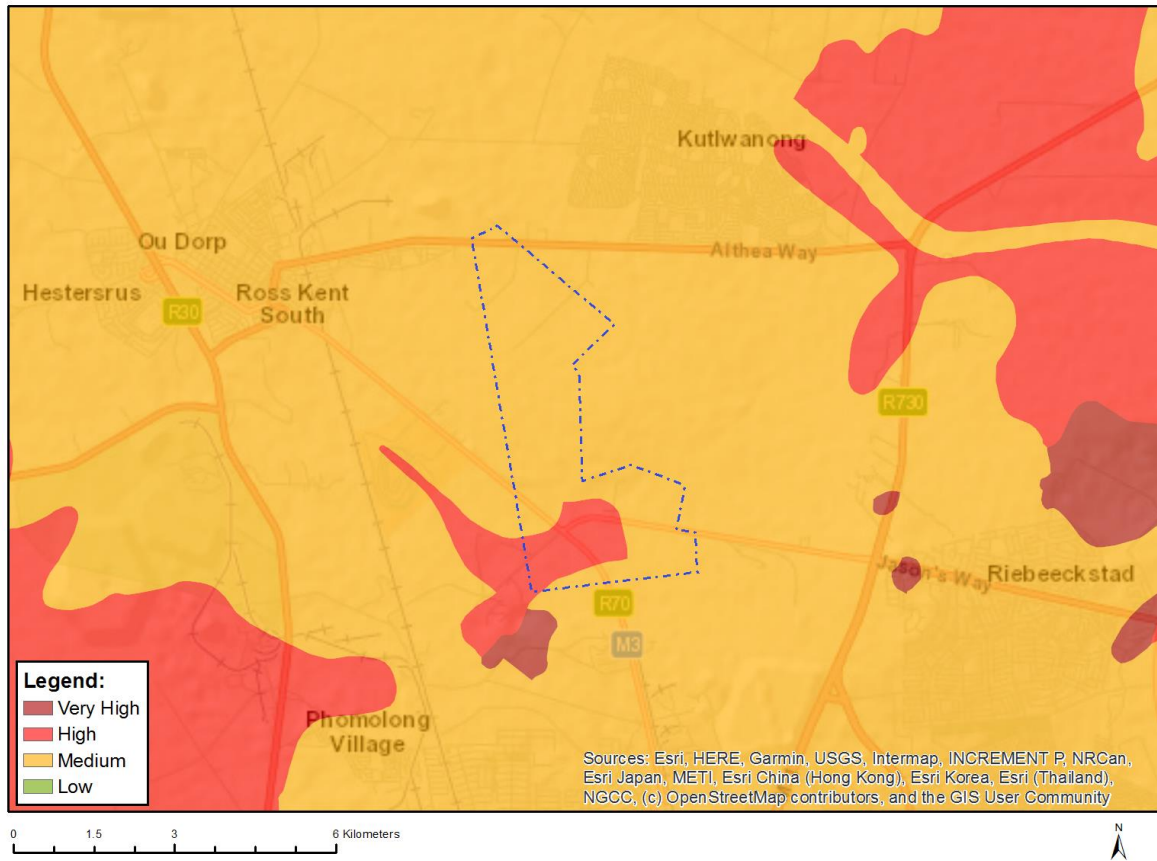 Kutlwanong
Ou Dorp
Althea Way
Hestersrus
R30
Ross Kent
South
R730
Jason's Way
Riebeeckstad
R70
M3
Phomolong
Village
Legend:
Very High
High
Medium
Low
Sources: Esri, HERE, Garmin, USGS, Intermap, INCREMENT P, NRCan,
Esri Japan, METI, Esri China (Hong Kong), Esri Korea, Esri (Thailand),
NGCC, (c) OpenStreetMap contributors, and the GIS User Community
0 1.5 3 6 Kilometers
N